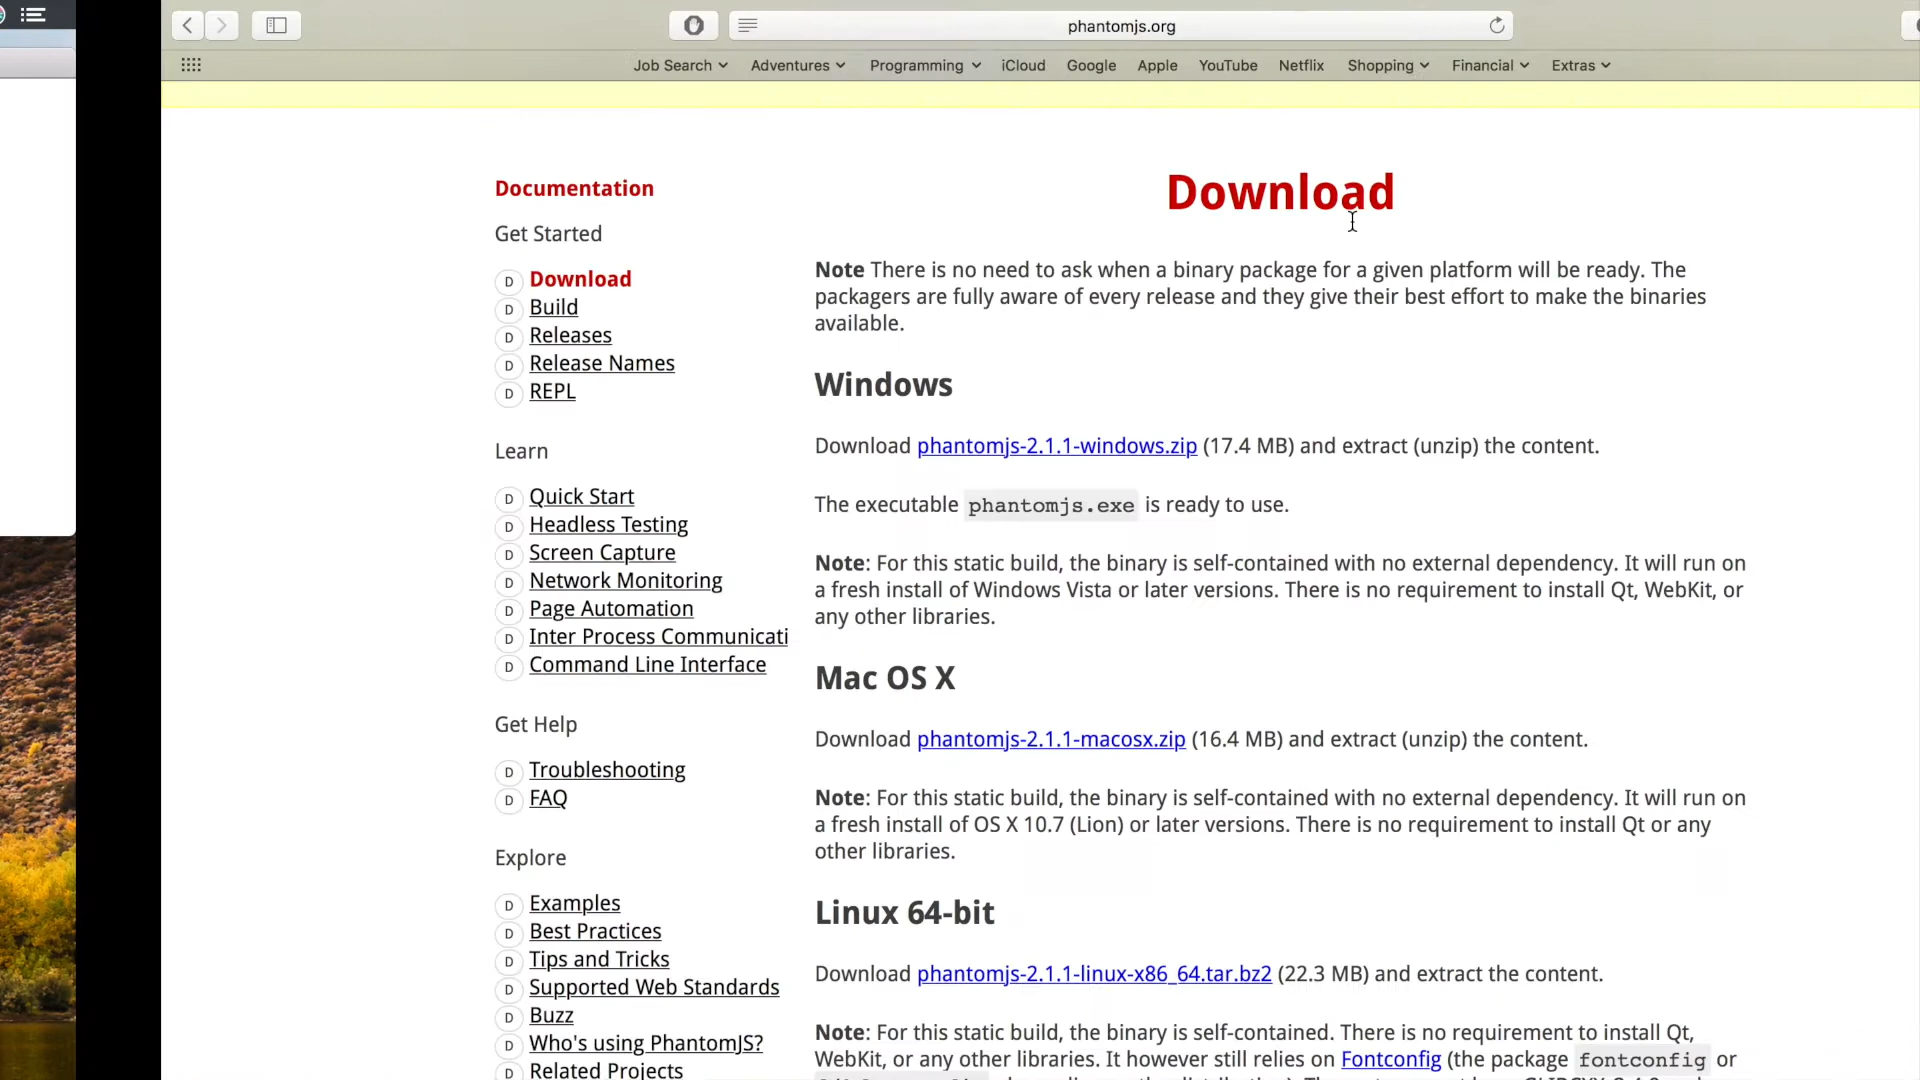 phantomjs.org
Job Search Adventures Programming iCloud Google Apple YouTube Netflix Shopping Financial Extras
Documentation
Get Started
D Download
D Build
D Releases
D Release Names
D REPL
Learn
D Quick Start
D Headless Testing
D Screen Capture
D Network Monitoring
D Page Automation
D Inter Process Communicati
D Command Line Interface
Get Help
D Troubleshooting
D FAQ
Explore
D Examples
D Best Practices
D Tips and Tricks
D Supported Web Standards
D Buzz
D Who's using PhantomJS?
D Related Projects
Download
Note There is no need to ask when a binary package for a given platform will be ready. The
packagers are fully aware of every release and they give their best effort to make the binaries
available.
Windows
Download phantomjs-2.1.1-windows.zip (17.4 MB) and extract (unzip) the content.
The executable phantomjs.exe is ready to use.
Note: For this static build, the binary is self-contained with no external dependency. It will run on
a fresh install of Windows Vista or later versions. There is no requirement to install Qt, WebKit, or
any other libraries.
Mac OS X
Download phantomjs-2.1.1-macosx.zip (16.4 MB) and extract (unzip) the content.
Note: For this static build, the binary is self-contained with no external dependency. It will run on
a fresh install of OS X 10.7 (Lion) or later versions. There is no requirement to install Qt or any
other libraries.
Linux 64-bit
Download phantomjs-2.1.1-linux-x86_64.tar.bz2 (22.3 MB) and extract the content.
Note: For this static build, the binary is self-contained. There is no requirement to install Qt,
WebKit, or any other libraries. It however still relies on Fontconfig (the package fontconfig or